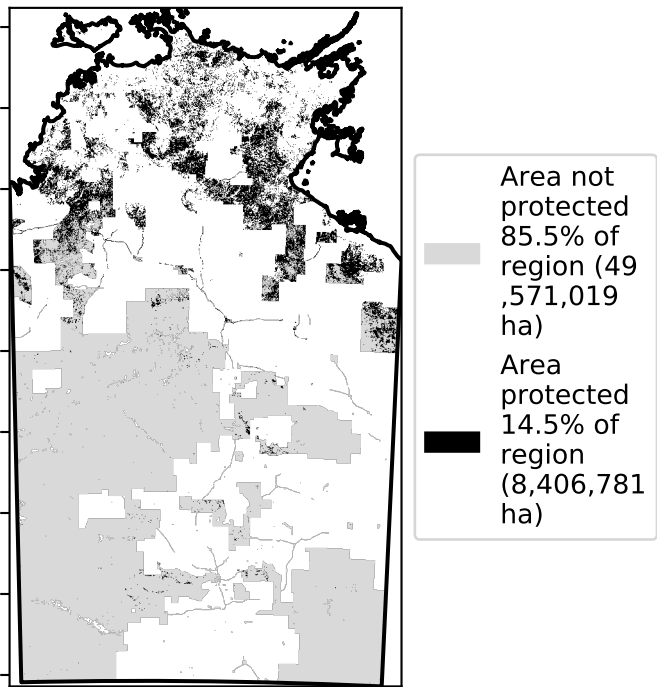 Area not
protected
85.5% of
region (49
,571,019
ha)
Area
protected
14.5% of
region
(8,406,781
ha)